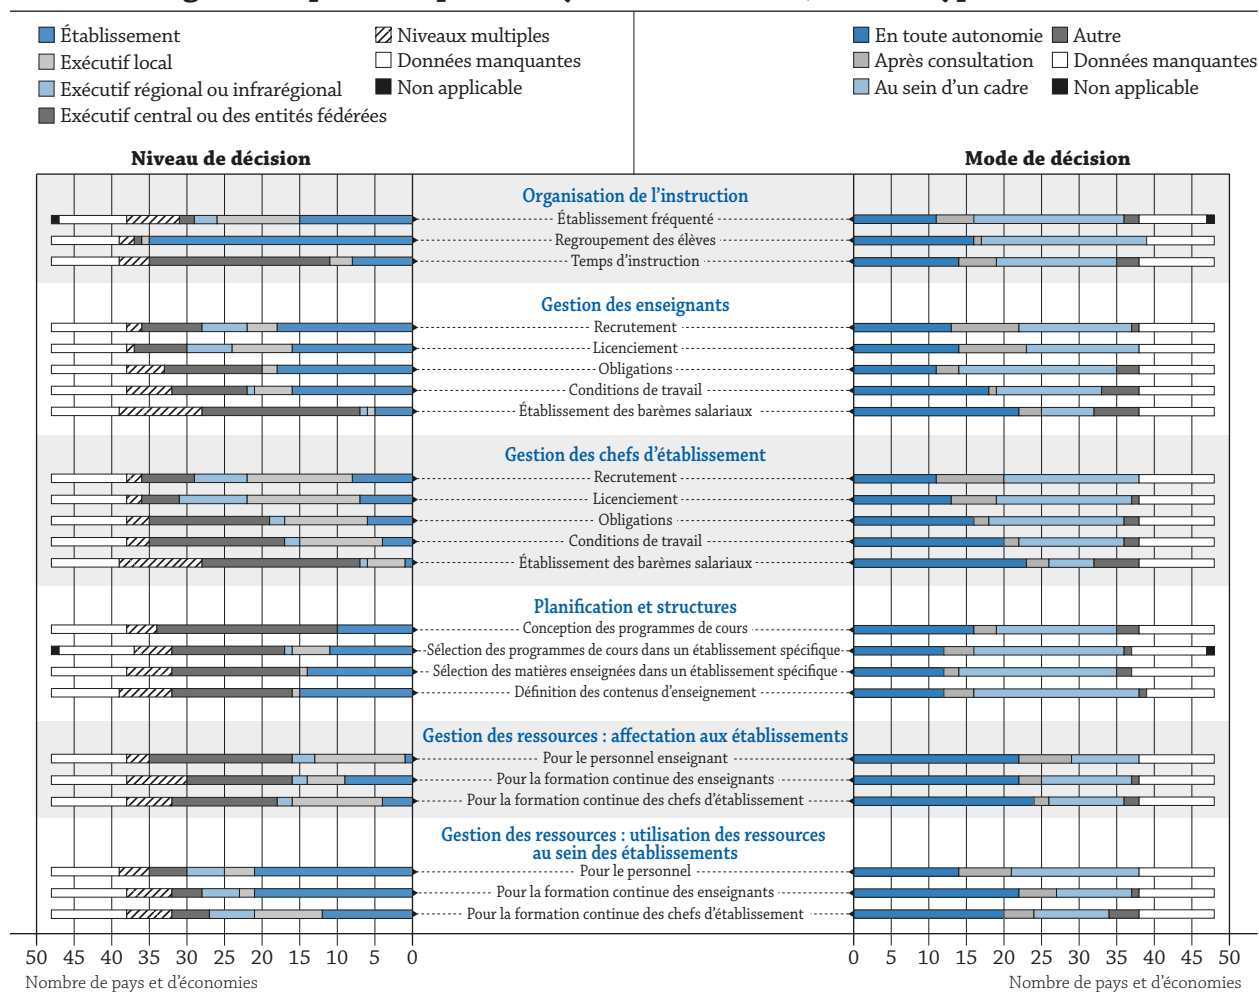 Établissement
Exécutif local
Exécutif régional ou infrarégional
Exécutif central ou des entités fédérées
Niveaux multiples
Données manquantes
Non applicable
En toute autonomie
Après consultation
Au sein d'un cadre
Autre
Données manquantes
Non applicable
Niveau de décision
Mode de décision
Organisation de l'instruction
Établissement fréquenté
Regroupement des élèves
Temps d'instruction
Gestion des enseignants
Recrutement
Licenciement
Obligations
Conditions de travail
Établissement des barèmes salariaux
Gestion des chefs d'établissement
Recrutement
Licenciement
Obligations
Conditions de travail
Établissement des barèmes salariaux
Planification et structures
Conception des programmes de cours
Sélection des programmes de cours dans un établissement spécifique
Sélection des matières enseignées dans un établissement spécifique
Définition des contenus d'enseignement
Gestion des ressources : affectation aux établissements
Pour le personnel enseignant
Pour la formation continue des enseignants
Pour la formation continue des chefs d'établissement
Gestion des ressources : utilisation des ressources
au sein des établissements
Pour le personnel
Pour la formation continue des enseignants
Pour la formation continue des chefs d'établissement
50 45 40 35 30 25 20 15 10 5 0
0 5 10 15 20 25 30 35 40 45 50
Nombre de pays et d'économies
Nombre de pays et d'économies